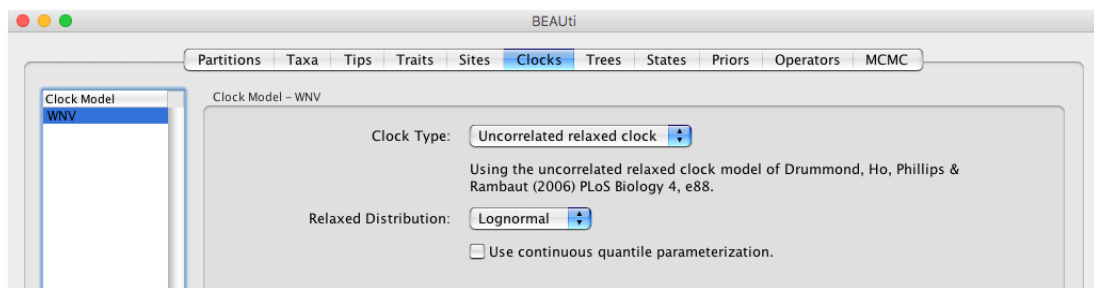 BEAUti
Partitions Taxa Tips Traits Sites Clocks Trees States Priors Operators MCMC
Clock Model
WNV
Clock Model – WNV
Clock Type: Uncorrelated relaxed clock
Using the uncorrelated relaxed clock model of Drummond, Ho, Phillips &
Rambaut (2006) PLoS Biology 4, e88.
Relaxed Distribution: Lognormal
Use continuous quantile parameterization.